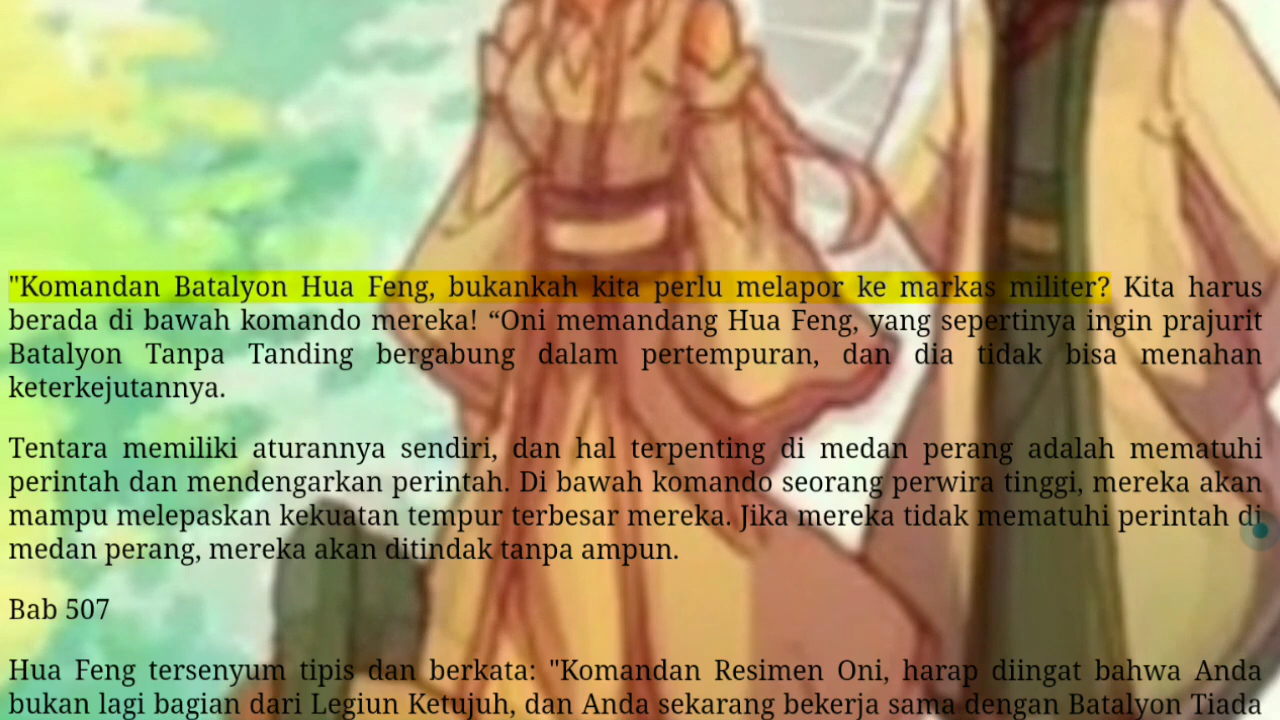 "Komandan Batalyon Hua Feng, bukankah kita perlu melapor ke markas militer? Kita harus
berada di bawah komando mereka! “Oni memandang Hua Feng, yang sepertinya ingin prajurit
Batalyon Tanpa Tanding bergabung dalam pertempuran, dan dia tidak bisa menahan
keterkejutannya.
Tentara memiliki aturannya sendiri, dan hal terpenting di medan perang adalah mematuhi
perintah dan mendengarkan perintah. Di bawah komando seorang perwira tinggi, mereka akan
mampu melepaskan kekuatan tempur terbesar mereka. Jika mereka tidak mematuhi perintah di
medan perang, mereka akan ditindak tanpa ampun.
Bab 507
Hua Feng tersenyum tipis dan berkata: "Komandan Resimen Oni, harap diingat bahwa Anda
bukan lagi bagian dari Legiun Ketujuh, dan Anda sekarang bekerja sama dengan Batalyon Tiada